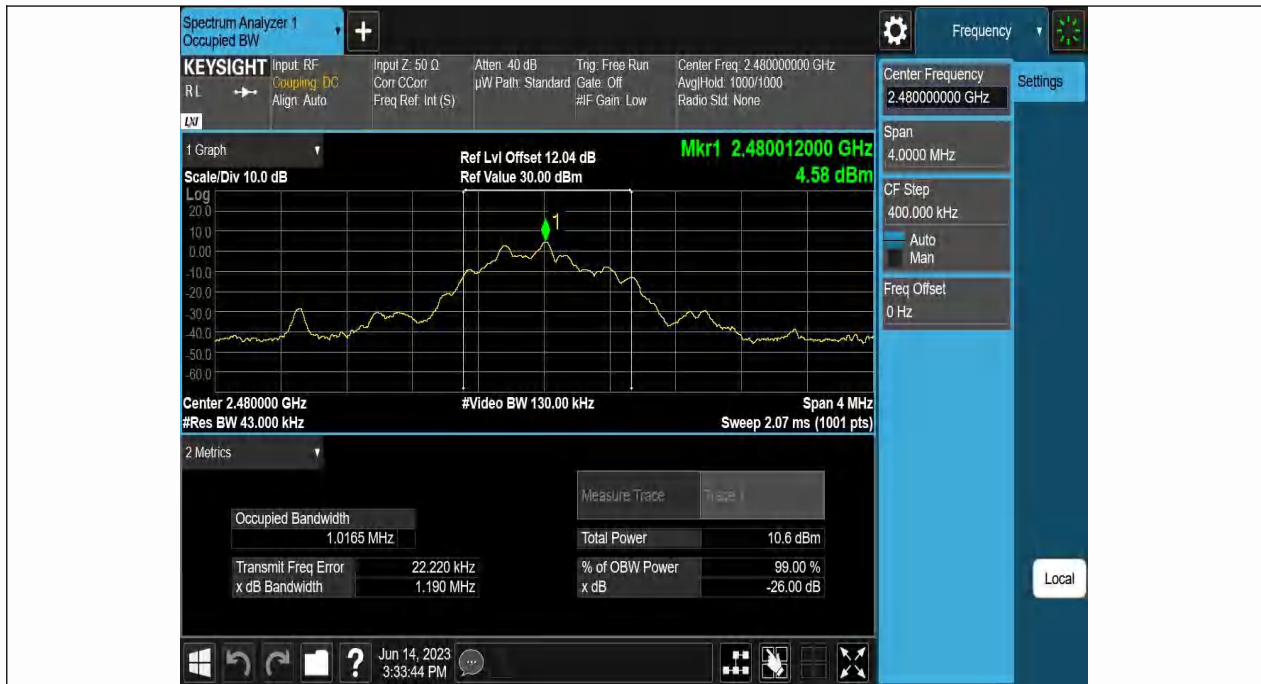 Spectrum Analyzer 1
Occupied BW
+
Frequency
KEYSIGHT
RL
LXI
Input: RF
Coupling: DC
Align: Auto
Input Z: 50 Ω
Corr CCorr
Freq Ref: Int (S)
Atten: 40 dB
µW Path: Standard
Trig: Free Run
Gate: Off
#IF Gain: Low
Center Freq: 2.480000000 GHz
Avg|Hold: 1000/1000
Radio Std: None
Center Frequency
2.480000000 GHz
Settings
Span
4.0000 MHz
CF Step
400.000 kHz
Auto
Man
Freq Offset
0 Hz
Local
1 Graph
Scale/Div 10.0 dB
Ref Lvl Offset 12.04 dB
Ref Value 30.00 dBm
Mkr1 2.480012000 GHz
4.58 dBm
Log
20.0
10.0
0.00
-10.0
-20.0
-30.0
-40.0
-50.0
-60.0
1
Center 2.480000 GHz
#Res BW 43.000 kHz
#Video BW 130.00 kHz
Span 4 MHz
Sweep 2.07 ms (1001 pts)
2 Metrics
Measure Trace
Trace 1
Occupied Bandwidth
1.0165 MHz
Total Power
10.6 dBm
Transmit Freq Error
22.220 kHz
% of OBW Power
99.00 %
x dB Bandwidth
1.190 MHz
x dB
-26.00 dB
?
Jun 14, 2023
3:33:44 PM